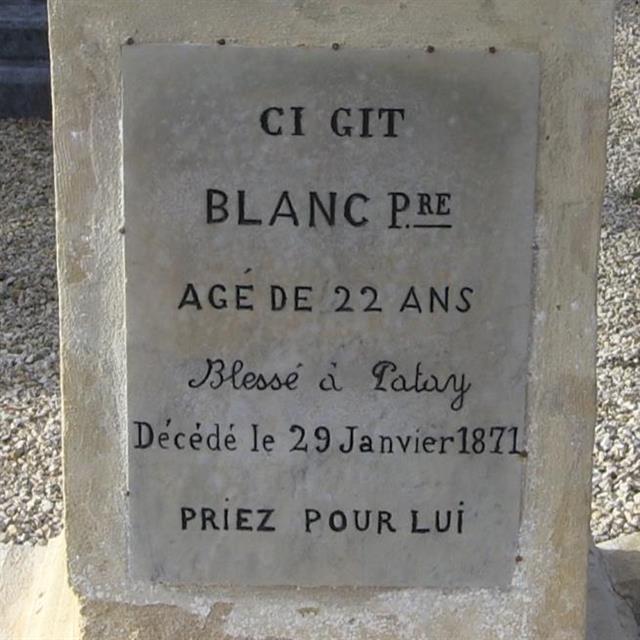 CI GIT
BLANC P.RE
AGÉ DE 22 ANS
Blessé à Patay
Décédé le 29 Janvier 1871
PRIEZ POUR LUI